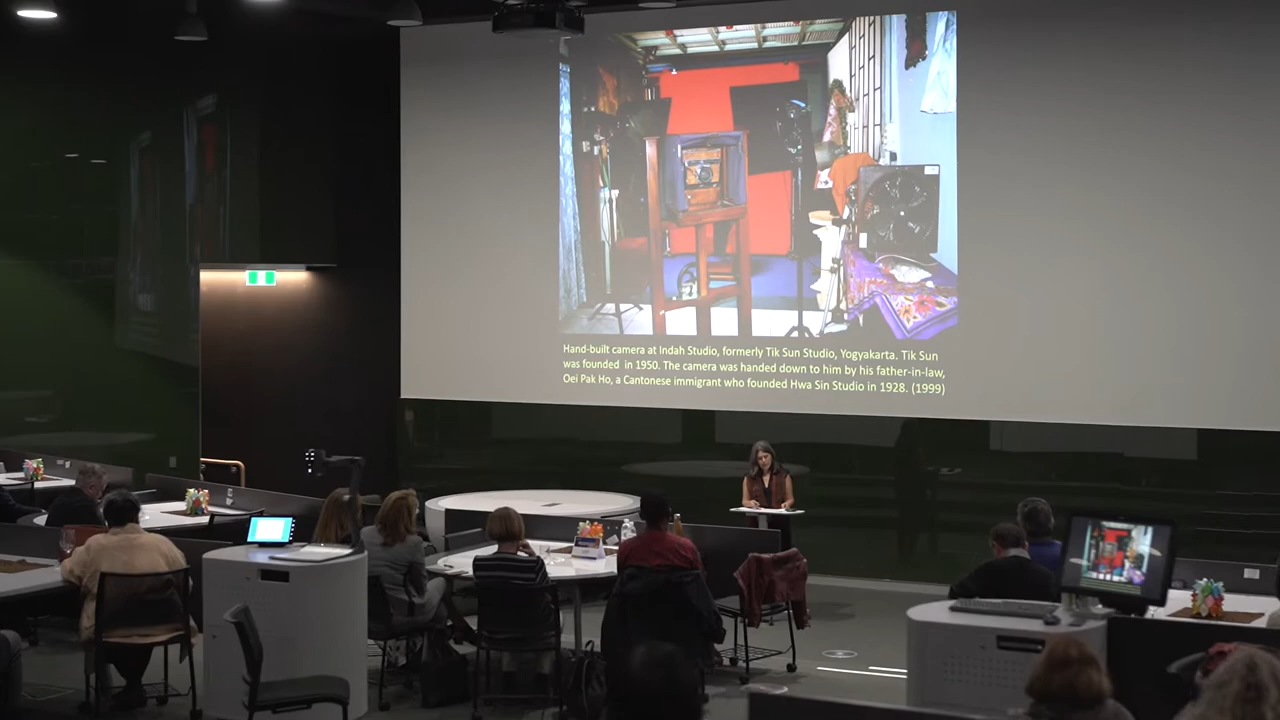 Hand-built camera at Indah Studio, formerly Tik Sun Studio, Yogyakarta. Tik Sun
was founded in 1950. The camera was handed down to him by his father-in-law,
Oei Pak Ho, a Cantonese immigrant who founded Hwa Sin Studio in 1928. (1999)